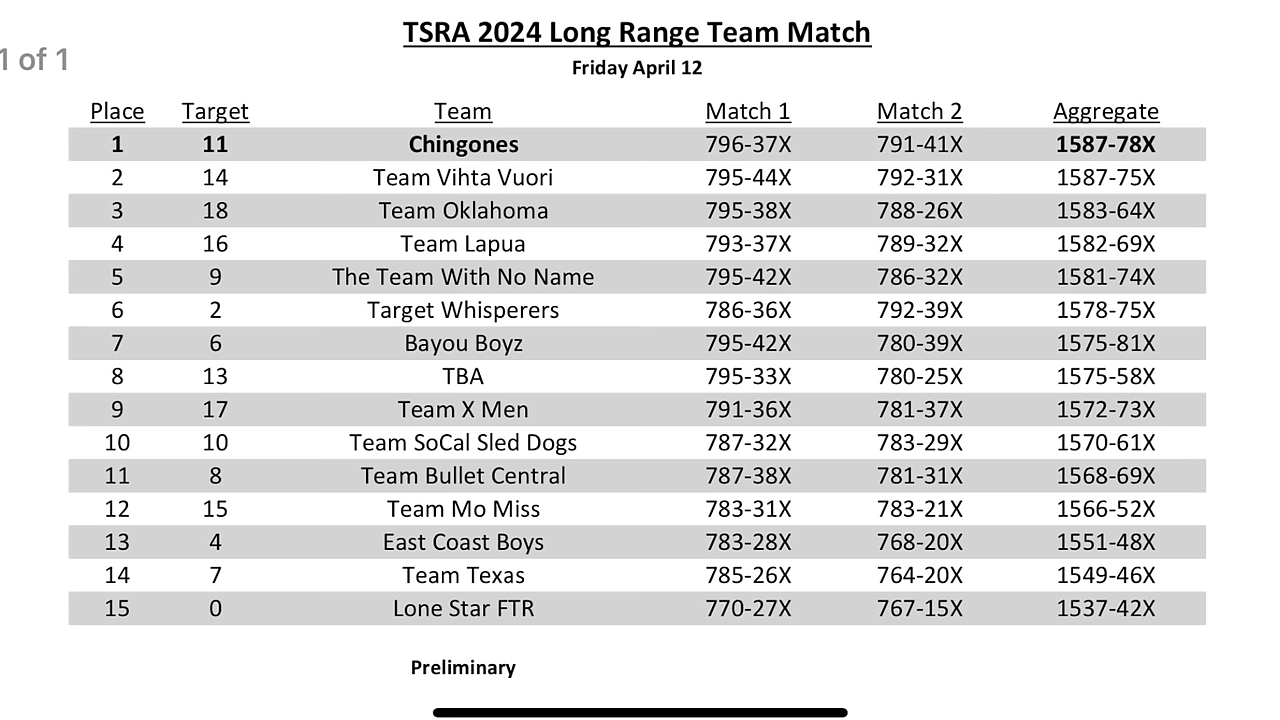 TSRA 2024 Long Range Team Match
1 of 1
Friday April 12
Place Target Team Match 1 Match 2 Aggregate
1 11 Chingones 796-37X 791-41X 1587-78X
2 14 Team Vihta Vuori 795-44X 792-31X 1587-75X
3 18 Team Oklahoma 795-38X 788-26X 1583-64X
4 16 Team Lapua 793-37X 789-32X 1582-69X
5 9 The Team With No Name 795-42X 786-32X 1581-74X
6 2 Target Whisperers 786-36X 792-39X 1578-75X
7 6 Bayou Boyz 795-42X 780-39X 1575-81X
8 13 TBA 795-33X 780-25X 1575-58X
9 17 Team X Men 791-36X 781-37X 1572-73X
10 10 Team SoCal Sled Dogs 787-32X 783-29X 1570-61X
11 8 Team Bullet Central 787-38X 781-31X 1568-69X
12 15 Team Mo Miss 783-31X 783-21X 1566-52X
13 4 East Coast Boys 783-28X 768-20X 1551-48X
14 7 Team Texas 785-26X 764-20X 1549-46X
15 0 Lone Star FTR 770-27X 767-15X 1537-42X
Preliminary